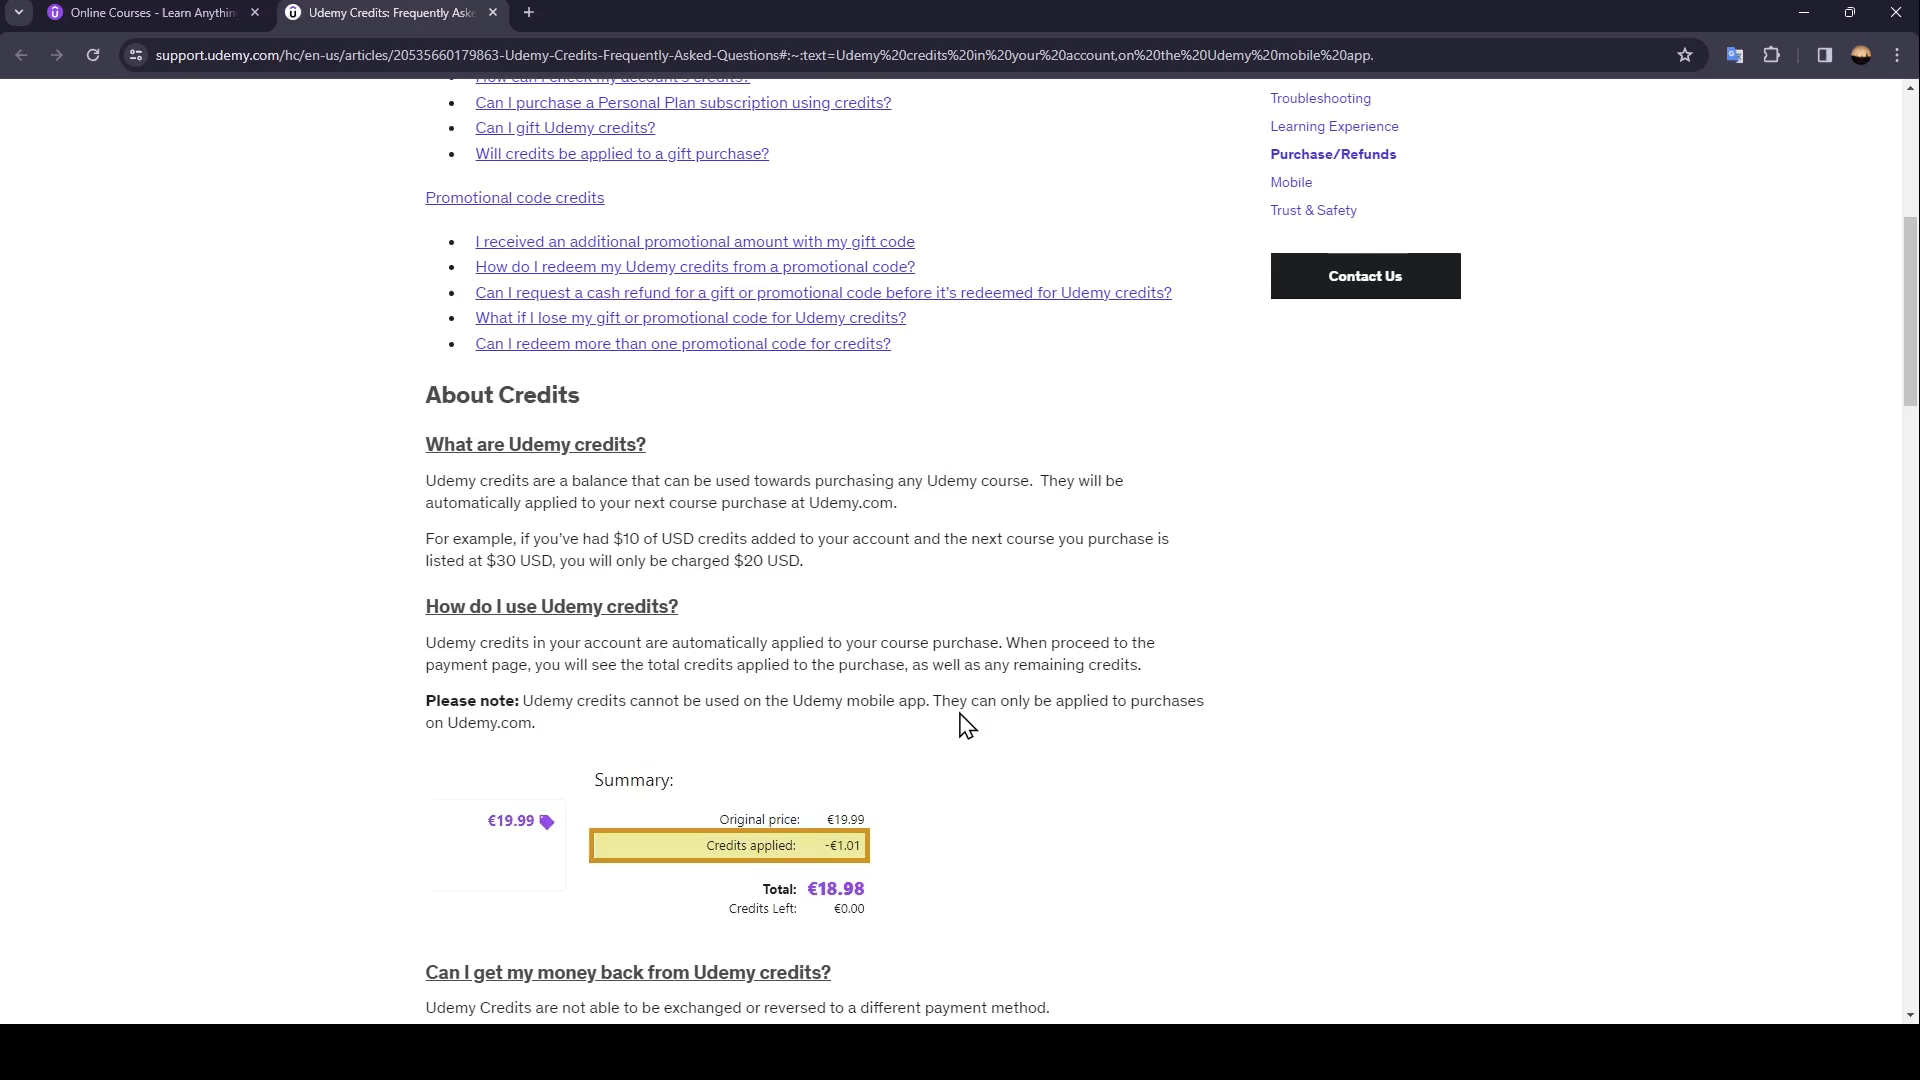 Online Courses - Learn Anythin
Udemy Credits: Frequently Aske
support.udemy.com/hc/en-us/articles/20535660179863-Udemy-Credits-Frequently-Asked-Questions#:~:text=Udemy%20credits%20in%20your%20account,on%20the%20Udemy%20mobile%20app.
How can I check my account's credits?
Can I purchase a Personal Plan subscription using credits?
Can I gift Udemy credits?
Will credits be applied to a gift purchase?
Promotional code credits
I received an additional promotional amount with my gift code
How do I redeem my Udemy credits from a promotional code?
Can I request a cash refund for a gift or promotional code before it’s redeemed for Udemy credits?
What if I lose my gift or promotional code for Udemy credits?
Can I redeem more than one promotional code for credits?
Troubleshooting
Learning Experience
Purchase/Refunds
Mobile
Trust & Safety
Contact Us
About Credits
What are Udemy credits?
Udemy credits are a balance that can be used towards purchasing any Udemy course. They will be
automatically applied to your next course purchase at Udemy.com.
For example, if you’ve had $10 of USD credits added to your account and the next course you purchase is
listed at $30 USD, you will only be charged $20 USD.
How do I use Udemy credits?
Udemy credits in your account are automatically applied to your course purchase. When proceed to the
payment page, you will see the total credits applied to the purchase, as well as any remaining credits.
Please note: Udemy credits cannot be used on the Udemy mobile app. They can only be applied to purchases
on Udemy.com.
Summary:
€19.99
Original price: €19.99
Credits applied: -€1.01
Total: €18.98
Credits Left: €0.00
Can I get my money back from Udemy credits?
Udemy Credits are not able to be exchanged or reversed to a different payment method.